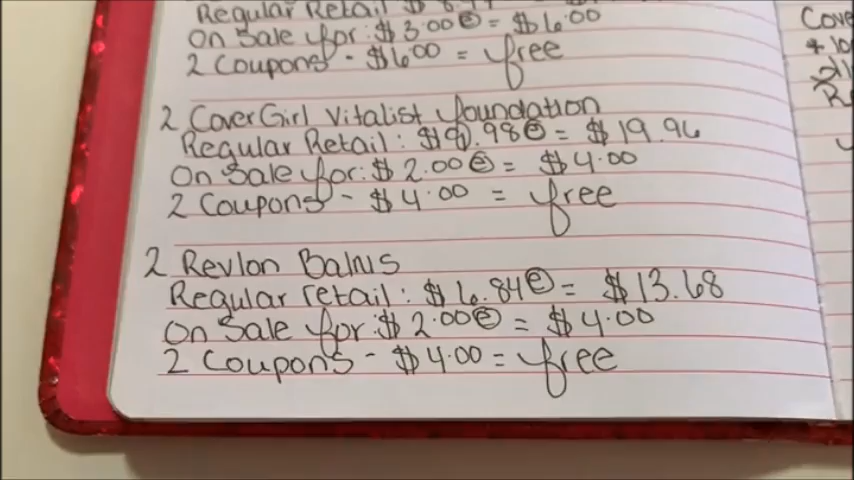 Regular Retail $ 8.99
On Sale for: $3.00 ⓔ = $6.00
2 Coupons - $6.00 = free
2 CoverGirl Vitalist foundation
Regular Retail: $9.98 ⓔ = $19.96
On Sale for: $2.00 ⓔ = $4.00
2 Coupons - $4.00 = free
2 Revlon Balms
Regular retail: $6.84 ⓔ = $13.68
On Sale for: $2.00 ⓔ = $4.00
2 Coupons - $4.00 = free
Cove